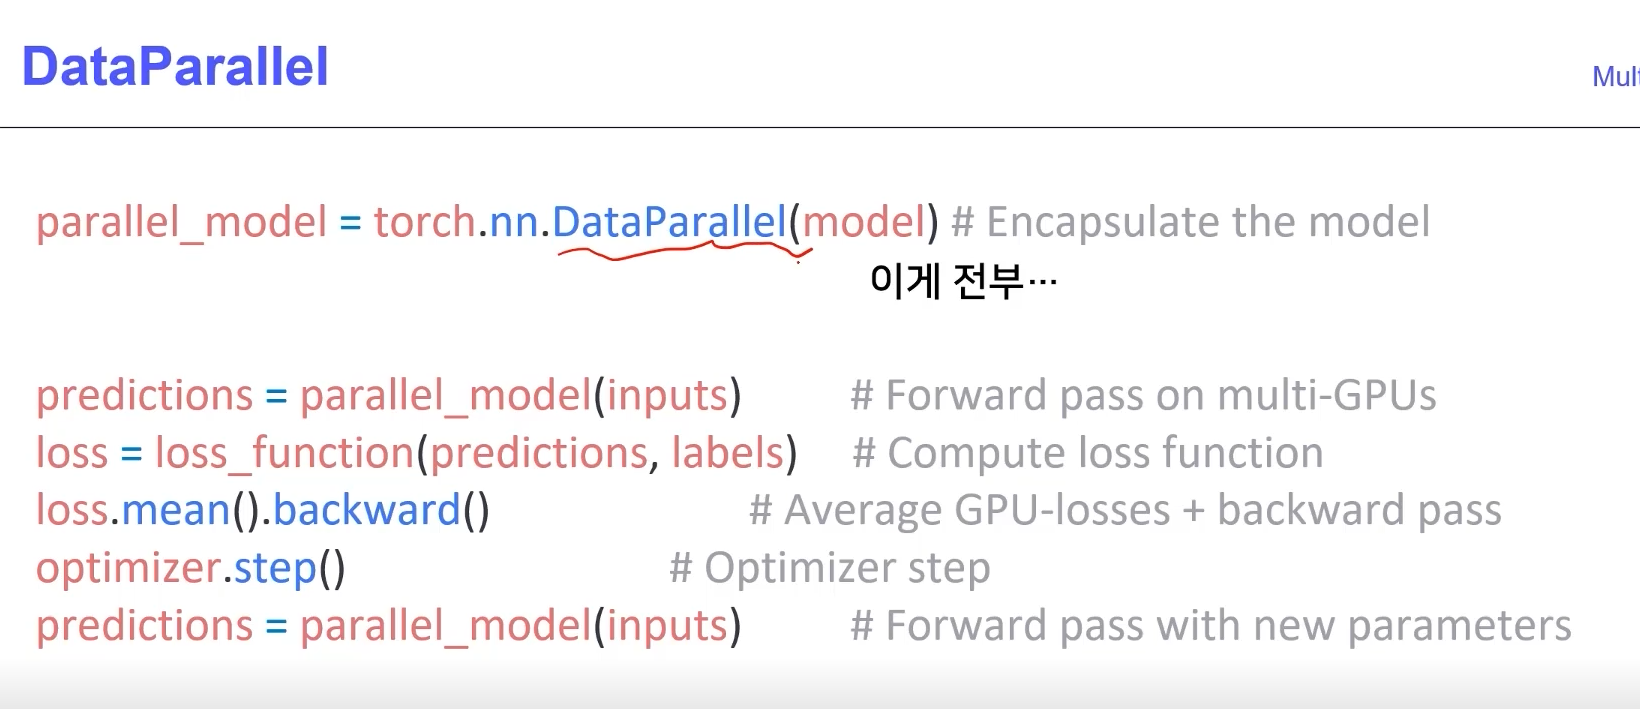 DataParallel
parallel_model = torch.nn.DataParallel(model) # Encapsulate the model
이게 전부…
predictions = parallel_model(inputs) # Forward pass on multi-GPUs
loss = loss_function(predictions, labels) # Compute loss function
loss.mean().backward() # Average GPU-losses + backward pass
optimizer.step() # Optimizer step
predictions = parallel_model(inputs) # Forward pass with new parameters